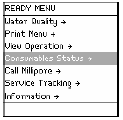 READY MENU
Water Quality →
Print Menu →
View Operation →
Consumables Status →
Call Millipore →
Service Tracking →
Information →